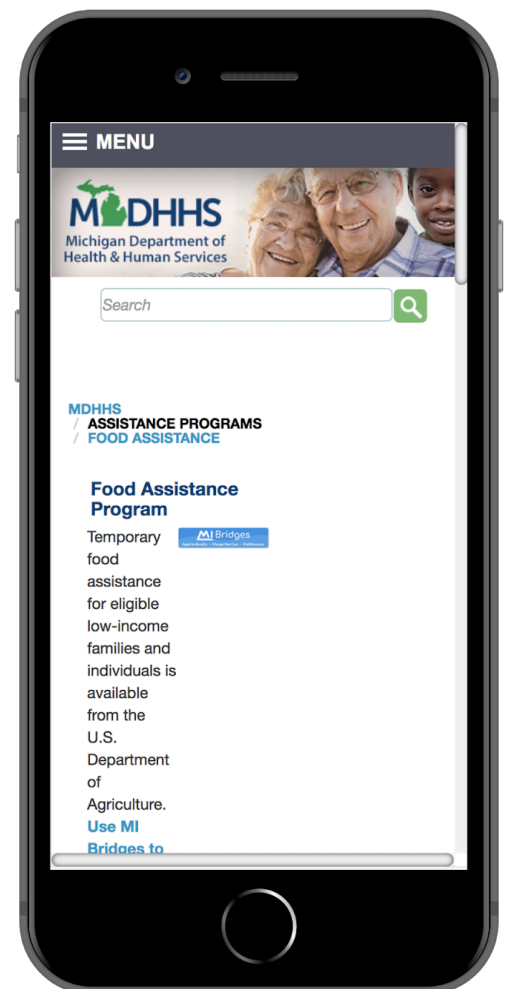 MENU
MDHHS
Michigan Department of
Health & Human Services
Search
MDHHS
/ ASSISTANCE PROGRAMS
/ FOOD ASSISTANCE
Food Assistance
Program
Temporary
MI Bridges
food
assistance
for eligible
low-income
families and
individuals is
available
from the
U.S.
Department
of
Agriculture.
Use MI
Bridges to